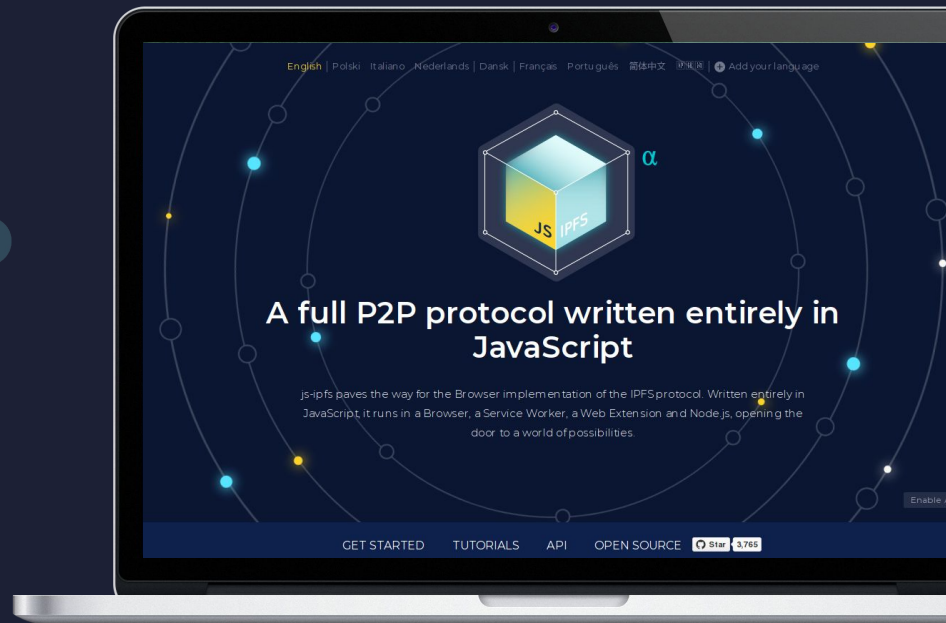 English | Polski Italiano Nederlands | Dansk | Français Português 简体中文 | Add your language
α
JS IPFS
A full P2P protocol written entirely in
JavaScript
js-ipfs paves the way for the Browser implementation of the IPFS protocol. Written entirely in
JavaScript, it runs in a Browser, a Service Worker, a Web Extension and Node.js, opening the
door to a world of possibilities.
Enable
GET STARTED TUTORIALS API OPEN SOURCE Star 3,765